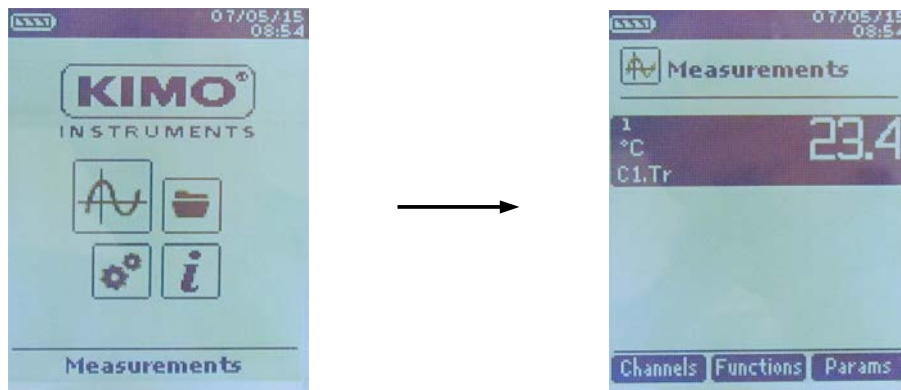 07/05/15
08:54
KIMO®
INSTRUMENTS
i
Measurements
07/05/15
08:54
Measurements
1
°C
23.4
C1.Tr
Channels Functions Params